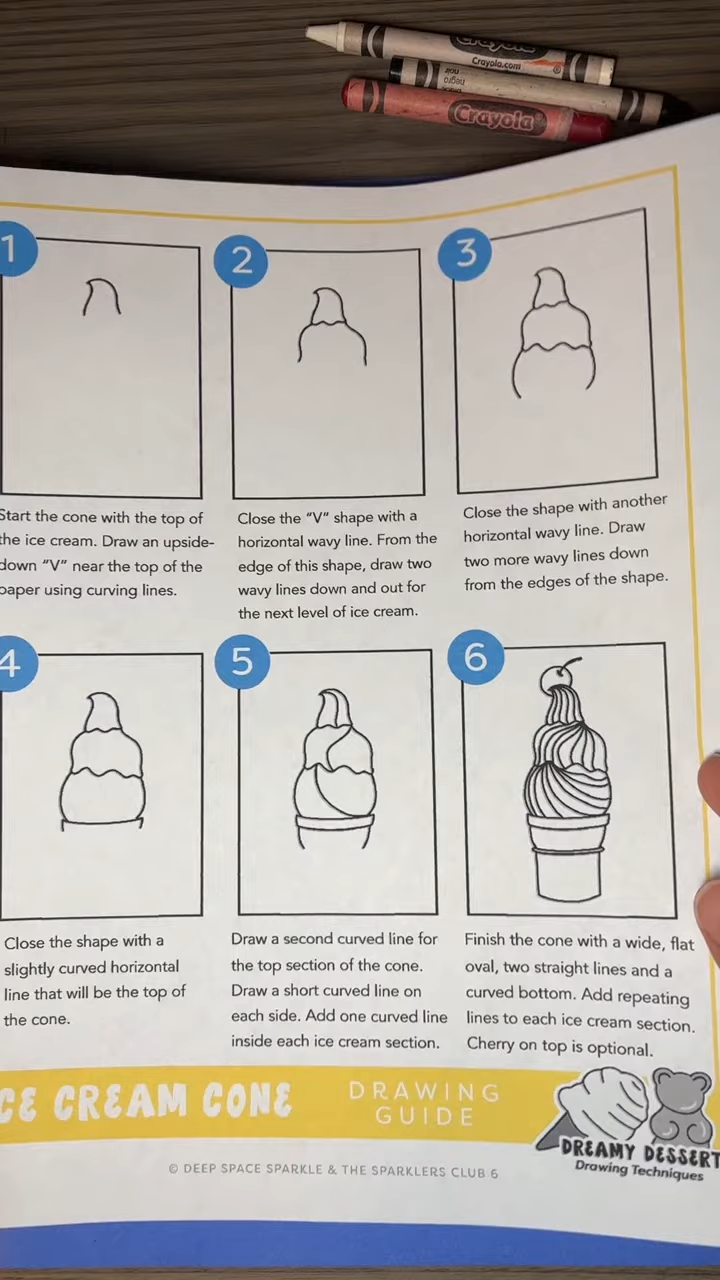 Crayola
Crayola.com
Crayola
1
2
3
Start the cone with the top of
the ice cream. Draw an upside-
down “V” near the top of the
paper using curving lines.
Close the “V” shape with a
horizontal wavy line. From the
edge of this shape, draw two
wavy lines down and out for
the next level of ice cream.
Close the shape with another
horizontal wavy line. Draw
two more wavy lines down
from the edges of the shape.
4
5
6
Close the shape with a
slightly curved horizontal
line that will be the top of
the cone.
Draw a second curved line for
the top section of the cone.
Draw a short curved line on
each side. Add one curved line
inside each ice cream section.
Finish the cone with a wide, flat
oval, two straight lines and a
curved bottom. Add repeating
lines to each ice cream section.
Cherry on top is optional.
CE CREAM CONE
DRAWING
GUIDE
DREAMY DESSERT
Drawing Techniques
© DEEP SPACE SPARKLE & THE SPARKLERS CLUB 6